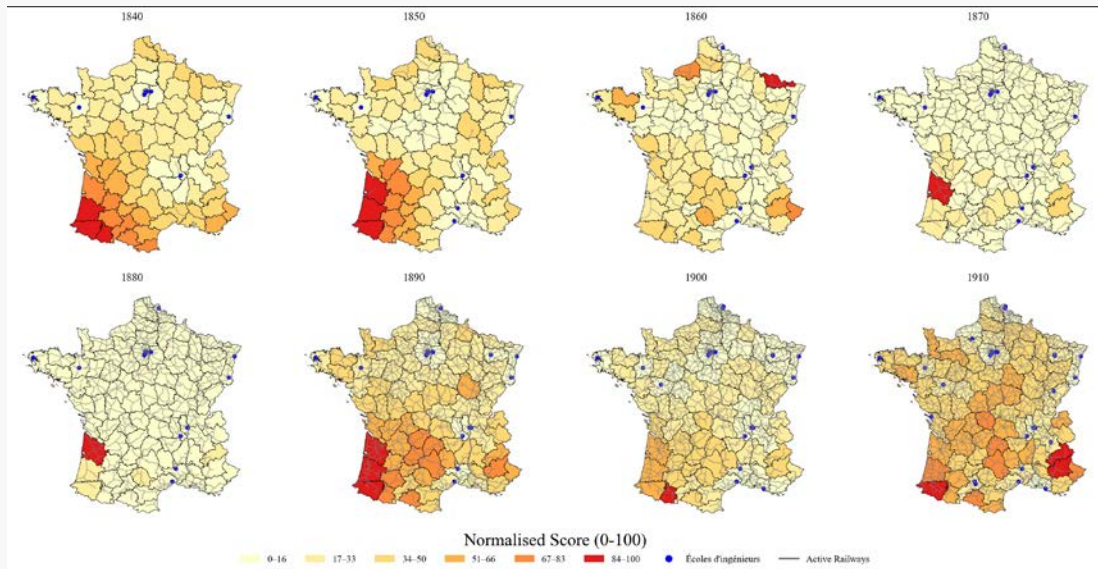 1840 1850 1860 1870
1880 1890 1900 1910
Normalised Score (0-100)
0–16 17–33 34–50 51–66 67–83 84–100 Écoles d'ingénieurs Active Railways